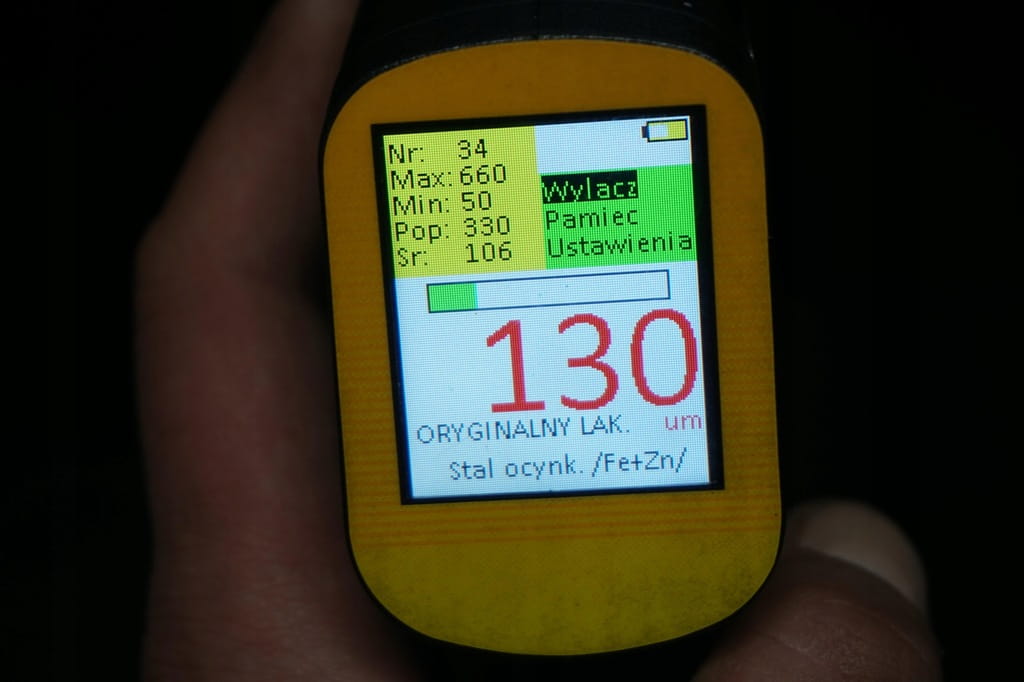 Nr: 34
Max: 660
Min: 50
Pop: 330
Sr: 106
Wylacz
Pamiec
Ustawienia
130
ORYGINALNY LAK. um
Stal ocynk. /Fe+Zn/